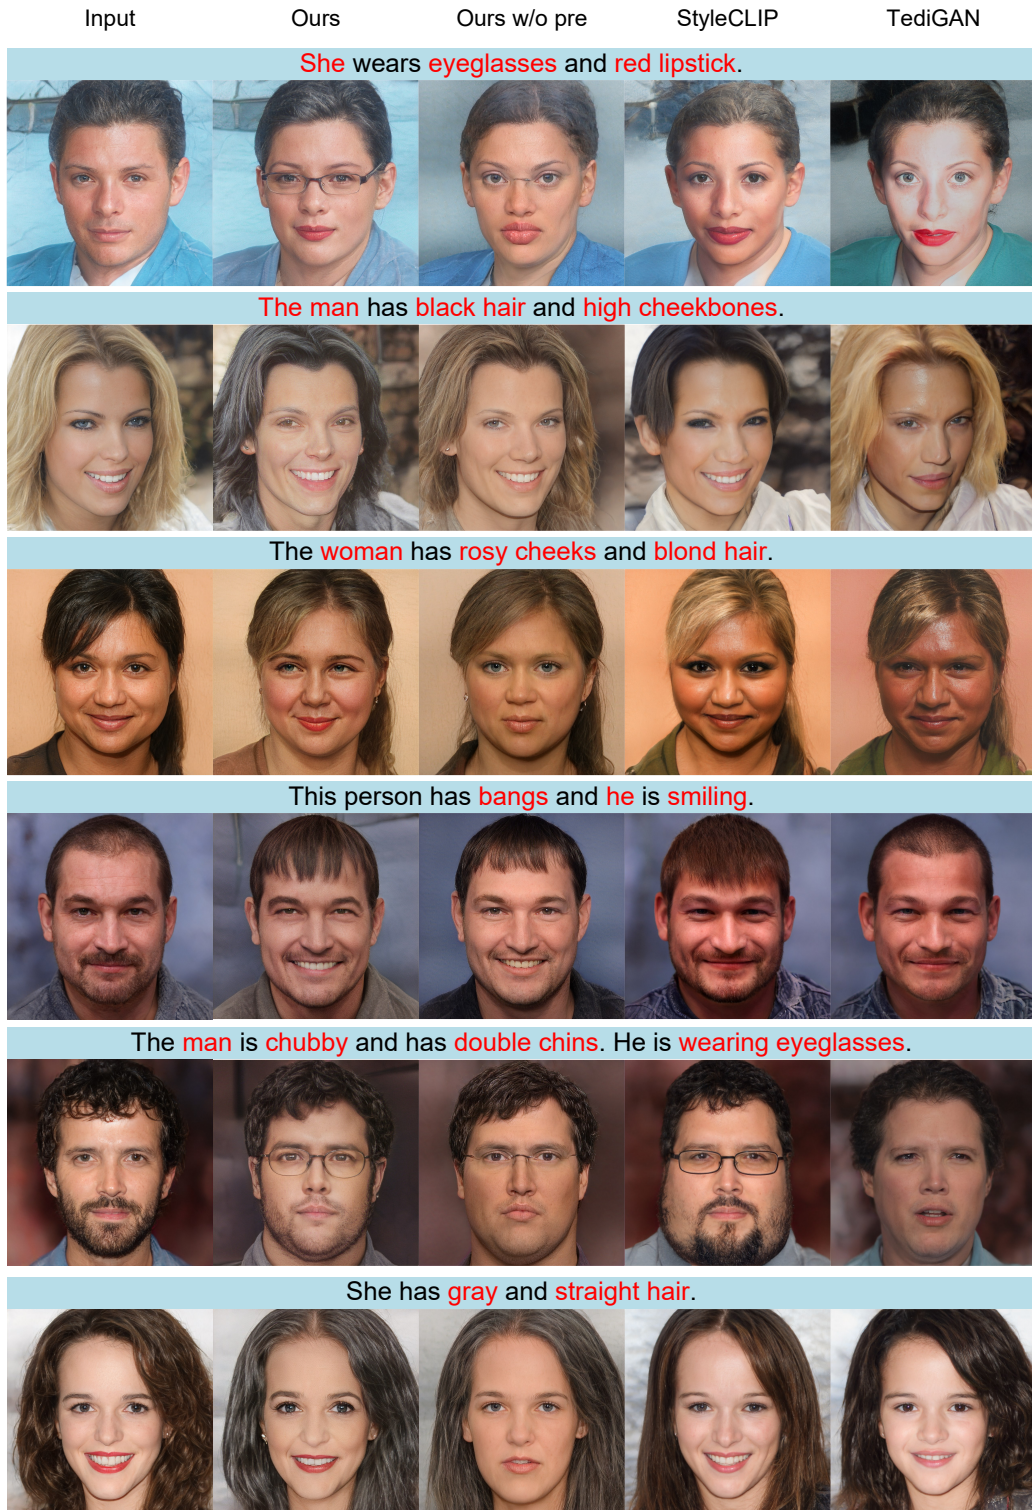 Input Ours Ours w/o pre StyleCLIP TediGAN
She wears eyeglasses and red lipstick.
The man has black hair and high cheekbones.
The woman has rosy cheeks and blond hair.
This person has bangs and he is smiling.
The man is chubby and has double chins. He is wearing eyeglasses.
She has gray and straight hair.